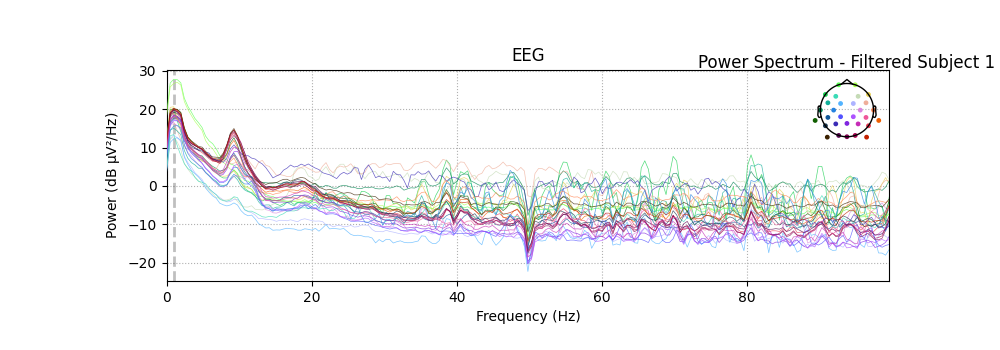 EEG
Power Spectrum - Filtered Subject 1
30
20
10
0
−10
−20
Power (dB µV²/Hz)
0 20 40 60 80
Frequency (Hz)